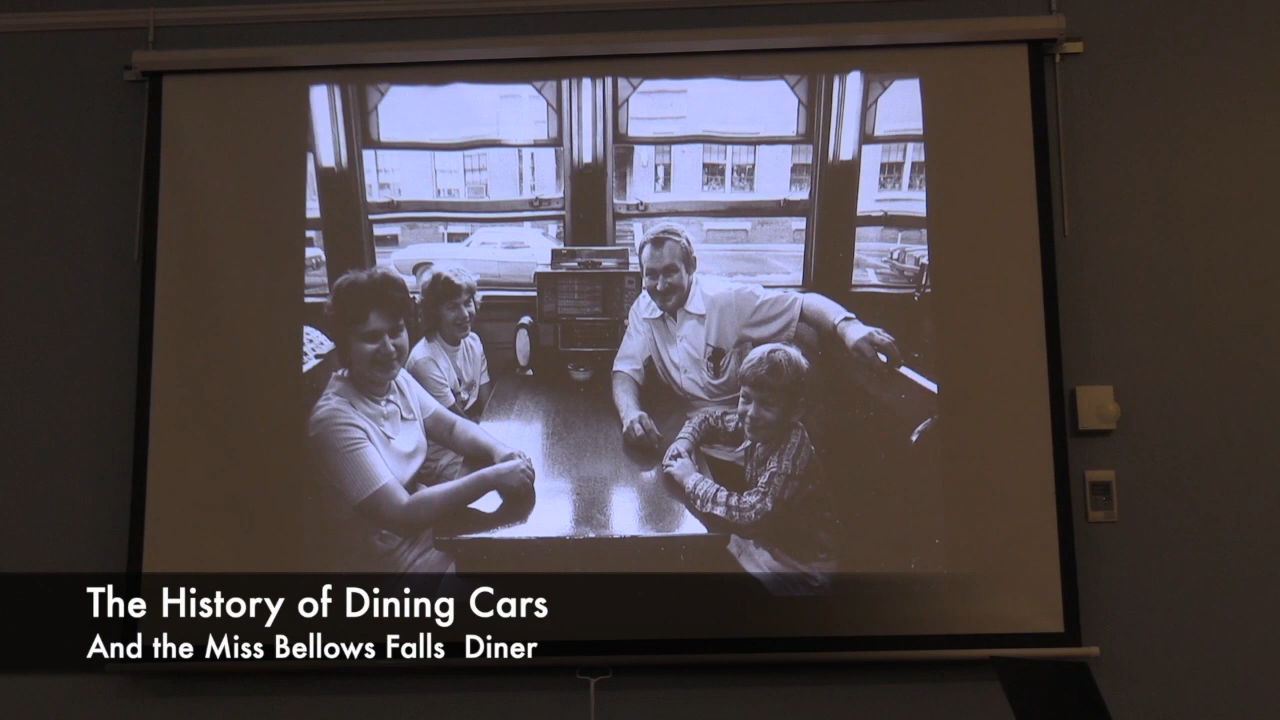 The History of Dining Cars
And the Miss Bellows Falls  Diner